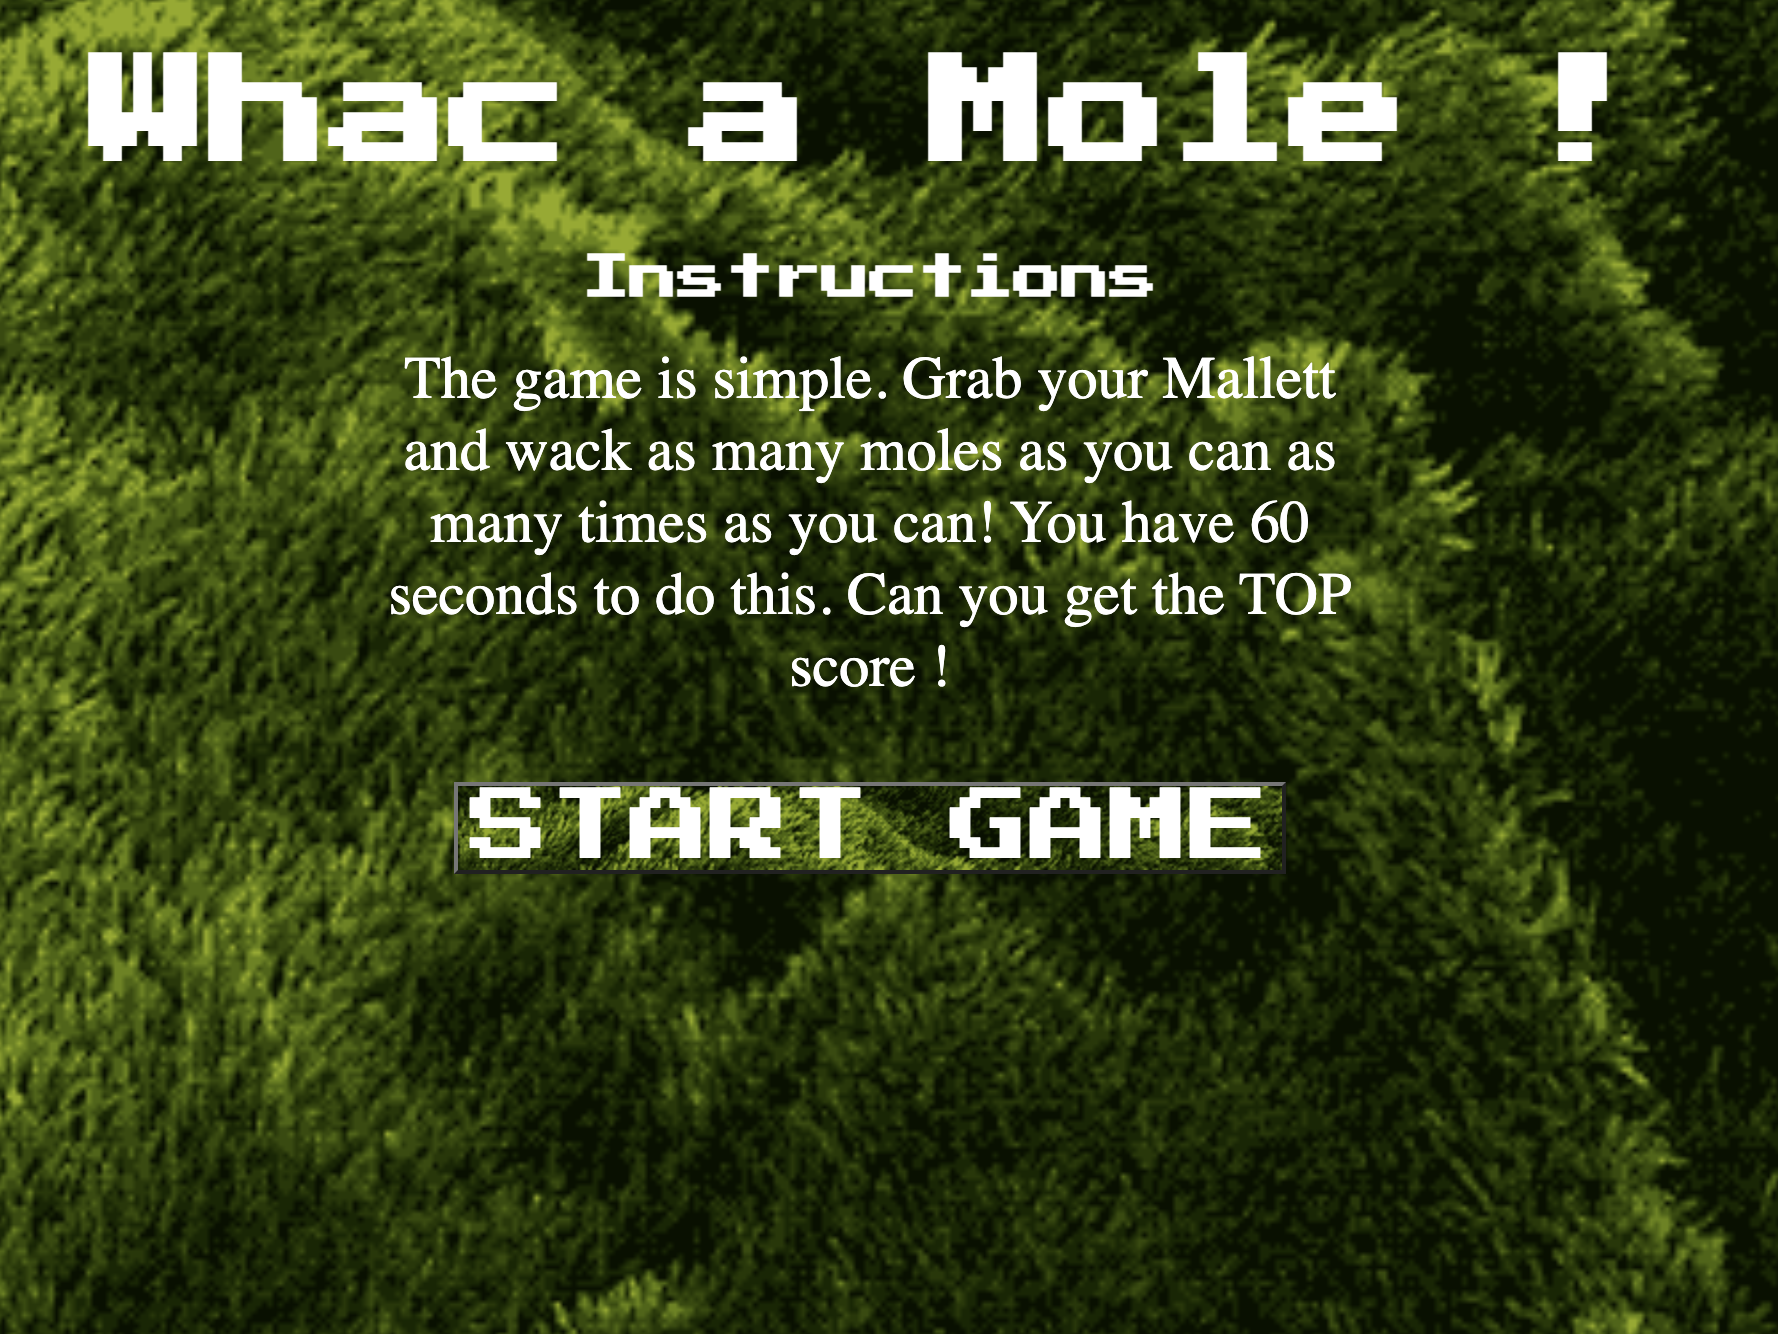 Whac a Mole !
Instructions
The game is simple. Grab your Mallett
and wack as many moles as you can as
many times as you can! You have 60
seconds to do this. Can you get the TOP
score !
START GAME